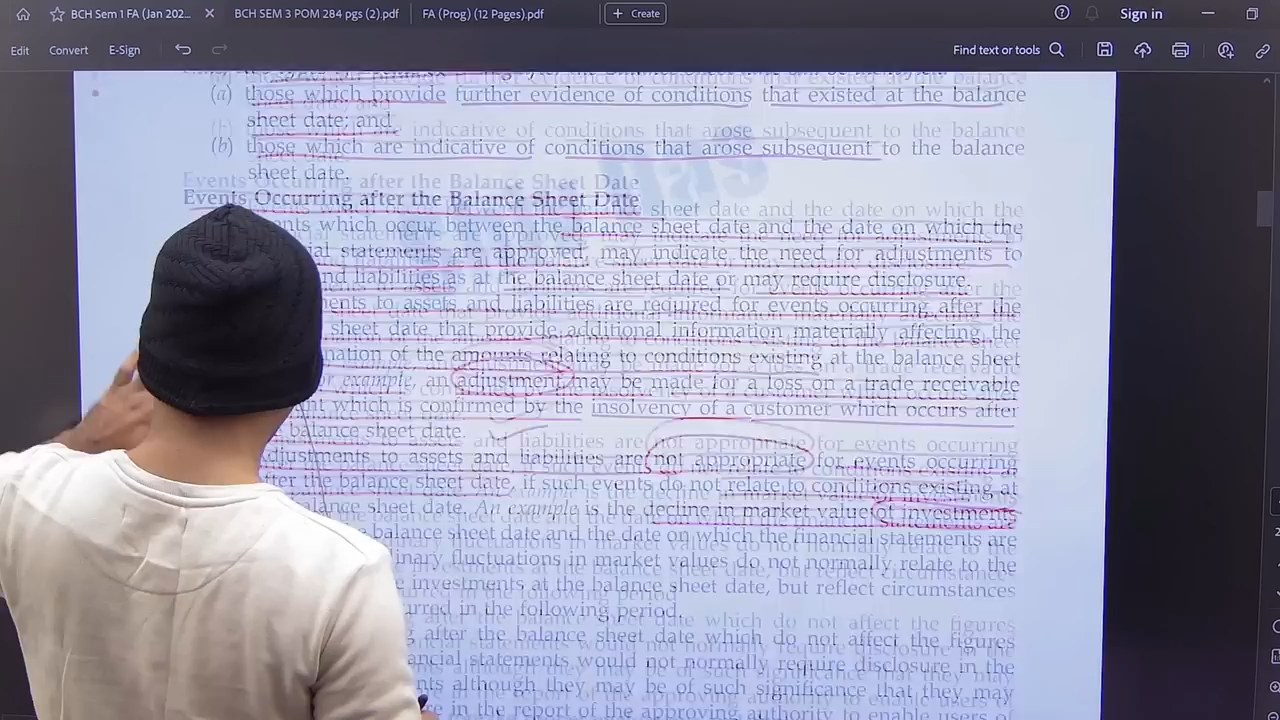 BCH Sem 1 FA (Jan 202... BCH SEM 3 POM 284 pgs (2).pdf FA (Prog) (12 Pages).pdf + Create Sign in
Edit Convert E-Sign Find text or tools
(a) those which provide further evidence of conditions that existed at the balance
sheet date; and
(b) those which are indicative of conditions that arose subsequent to the balance
sheet date.
Events Occurring after the Balance Sheet Date
which occur between the balance sheet date and the date on which the
statements are approved, may indicate the need for adjustments to
and liabilities as at the balance sheet date or may require disclosure.
to assets and liabilities are required for events occurring after the
sheet date that provide additional information materially affecting the
of the amounts relating to conditions existing at the balance sheet
example, an adjustment may be made for a loss on a trade receivable
which is confirmed by the insolvency of a customer which occurs after
balance sheet date.
to assets and liabilities are not appropriate for events occurring
the balance sheet date, if such events do not relate to conditions existing at
sheet date. An example is the decline in market value of investments
balance sheet date and the date on which the financial statements are
fluctuations in market values do not normally relate to the
investments at the balance sheet date, but reflect circumstances
in the following period.
after the balance sheet date which do not affect the figures
statements would not normally require disclosure in the
although they may be of such significance that they may
in the report of the approving authority to enable users of